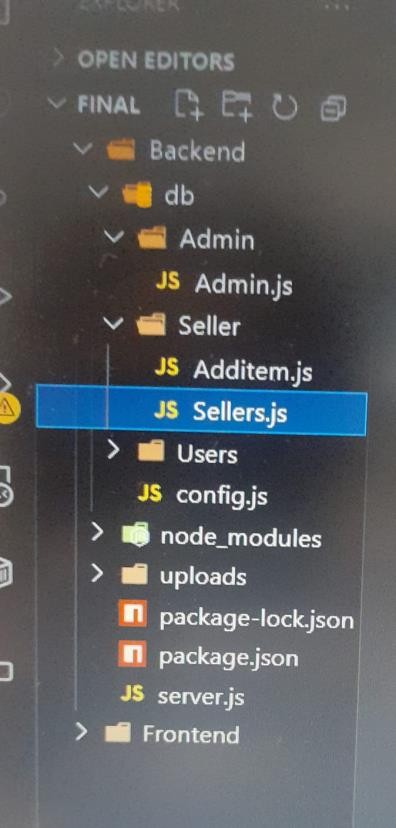 EXPLORER
OPEN EDITORS
FINAL
Backend
db
Admin
JS Admin.js
Seller
JS Additem.js
JS Sellers.js
Users
JS config.js
node_modules
uploads
n package-lock.json
n package.json
JS server.js
Frontend